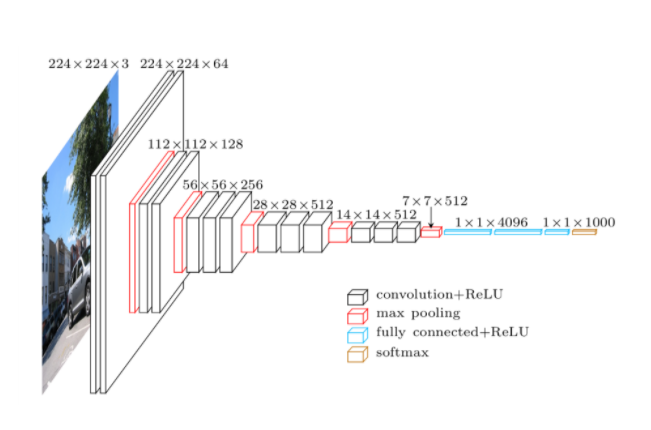 224×224×3
224×224×64
112×112×128
56×56×256
28×28×512
14×14×512
7×7×512
1×1×4096
1×1×1000
convolution+ReLU
max pooling
fully connected+ReLU
softmax